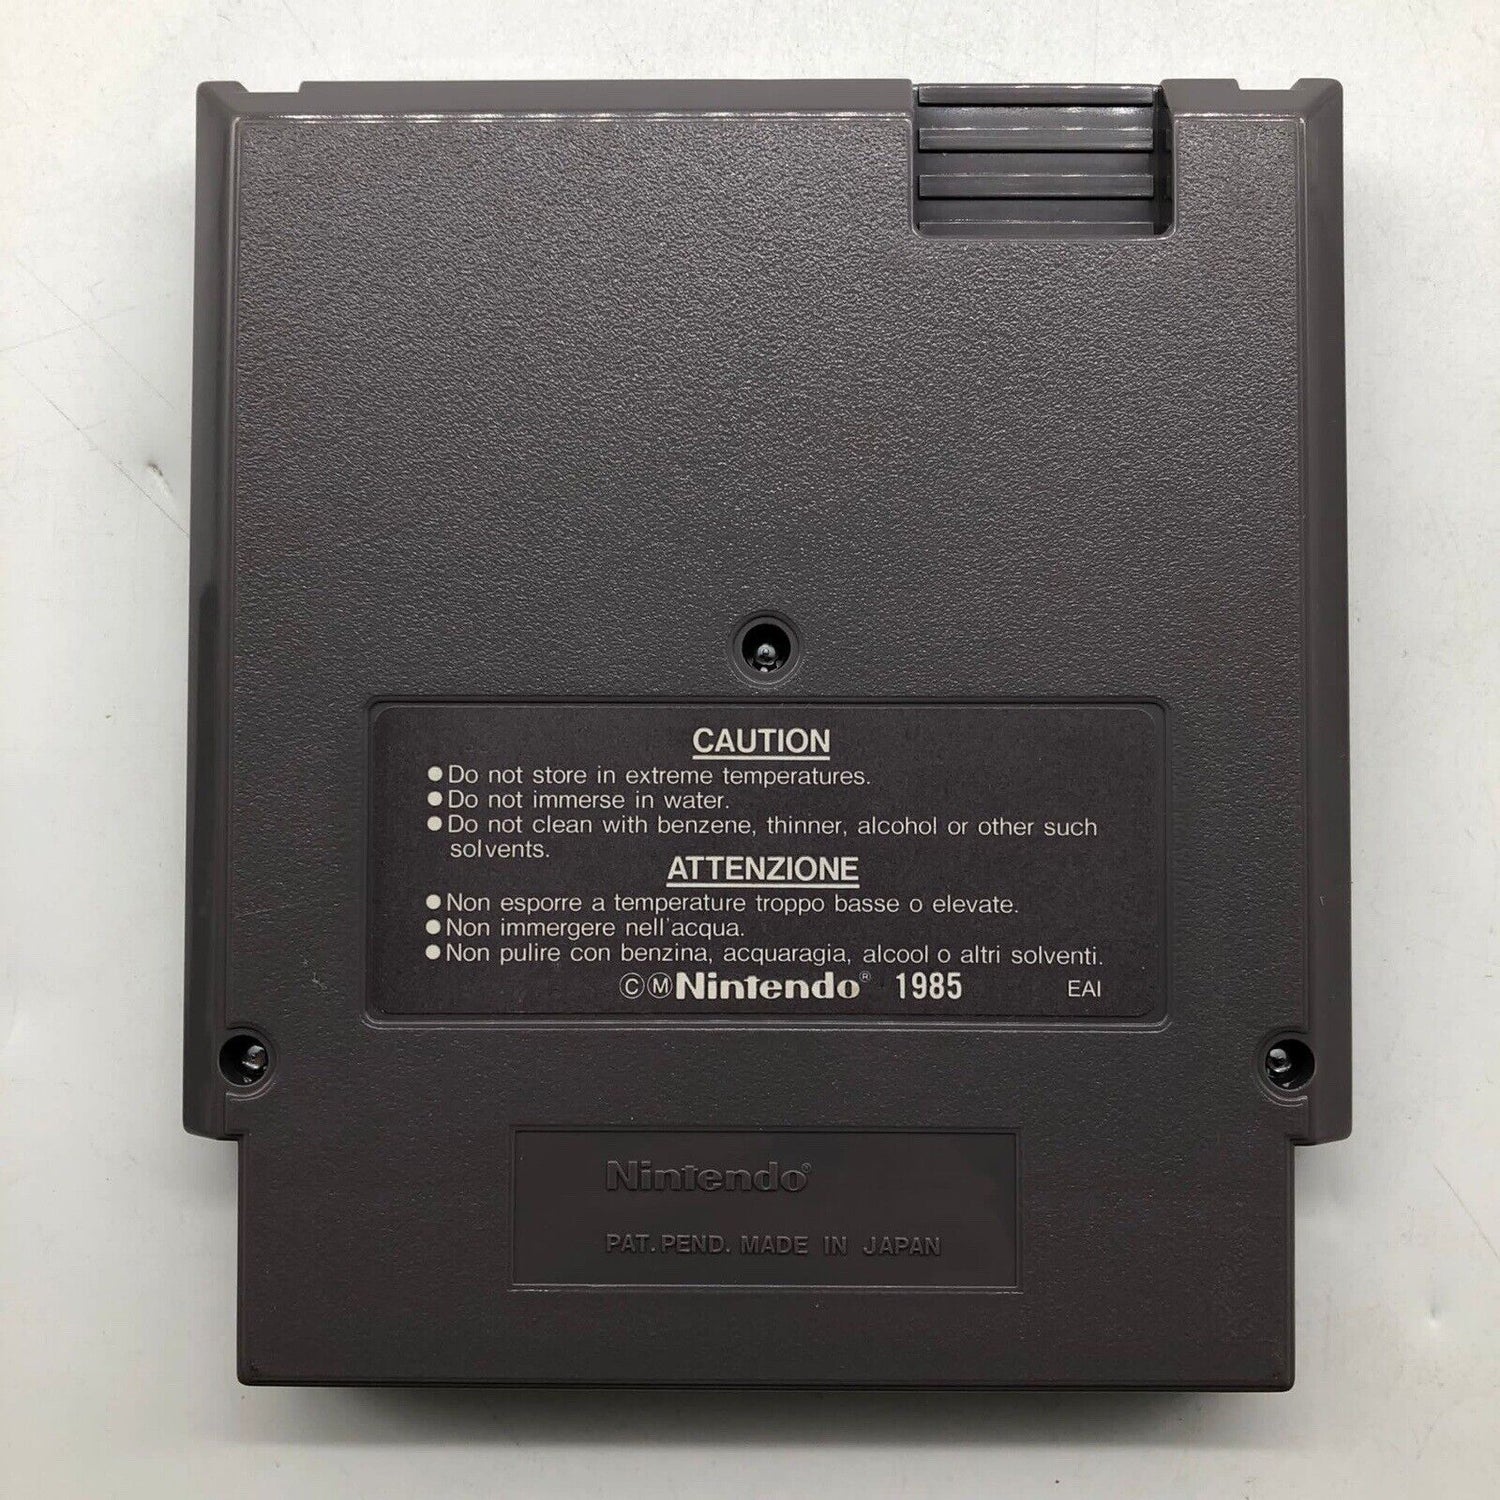 CAUTION
●Do not store in extreme temperatures.
●Do not immerse in water.
●Do not clean with benzene, thinner, alcohol or other such
solvents.
ATTENZIONE
●Non esporre a temperature troppo basse o elevate.
●Non immergere nell'acqua.
●Non pulire con benzina, acquaragia, alcool o altri solventi.
ⒸⓂNintendo® 1985 EAI
Nintendo®
PAT. PEND. MADE IN JAPAN